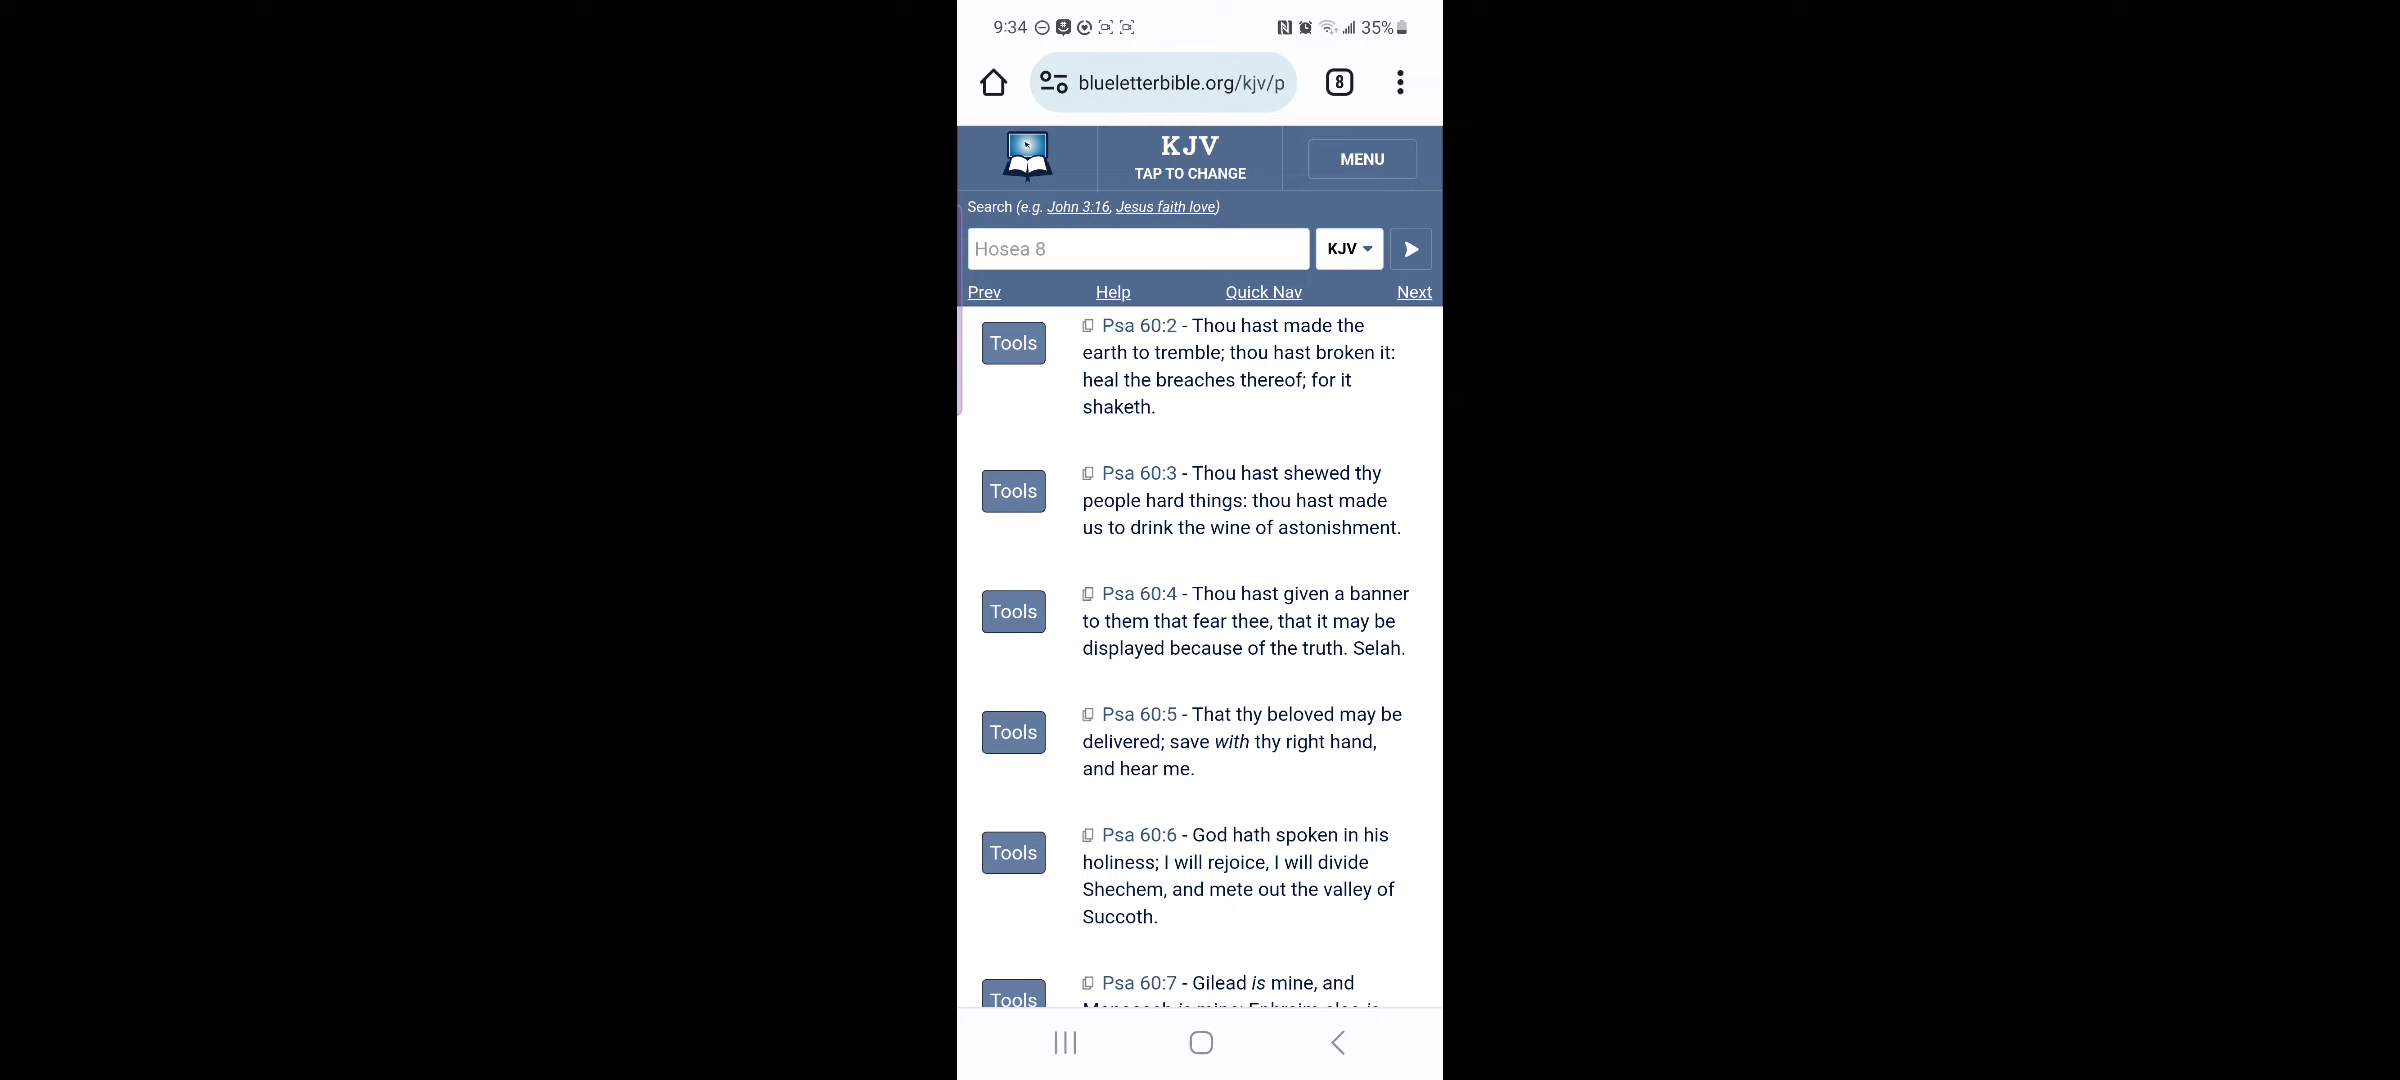 9:34
35%
blueletterbible.org/kjv/p
8
KJV
TAP TO CHANGE
MENU
Search (e.g. John 3:16, Jesus faith love)
Hosea 8
KJV
Prev
Help
Quick Nav
Next
Tools
Psa 60:2 - Thou hast made the
earth to tremble; thou hast broken it:
heal the breaches thereof; for it
shaketh.
Tools
Psa 60:3 - Thou hast shewed thy
people hard things: thou hast made
us to drink the wine of astonishment.
Tools
Psa 60:4 - Thou hast given a banner
to them that fear thee, that it may be
displayed because of the truth. Selah.
Tools
Psa 60:5 - That thy beloved may be
delivered; save with thy right hand,
and hear me.
Tools
Psa 60:6 - God hath spoken in his
holiness; I will rejoice, I will divide
Shechem, and mete out the valley of
Succoth.
Tools
Psa 60:7 - Gilead is mine, and